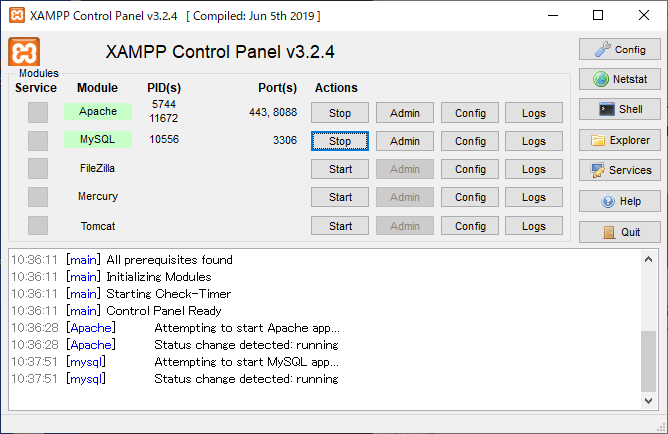 XAMPP Control Panel v3.2.4 [ Compiled: Jun 5th 2019 ]
XAMPP Control Panel v3.2.4
Config
Modules
Service Module PID(s) Port(s) Actions
Netstat
Apache 5744 11672 443, 8088 Stop Admin Config Logs
Shell
MySQL 10556 3306 Stop Admin Config Logs
Explorer
FileZilla Start Admin Config Logs
Services
Mercury Start Admin Config Logs
Help
Tomcat Start Admin Config Logs
Quit
10:36:11 [main] All prerequisites found
10:36:11 [main] Initializing Modules
10:36:11 [main] Starting Check-Timer
10:36:11 [main] Control Panel Ready
10:36:28 [Apache] Attempting to start Apache app...
10:36:28 [Apache] Status change detected: running
10:37:51 [mysql] Attempting to start MySQL app...
10:37:51 [mysql] Status change detected: running